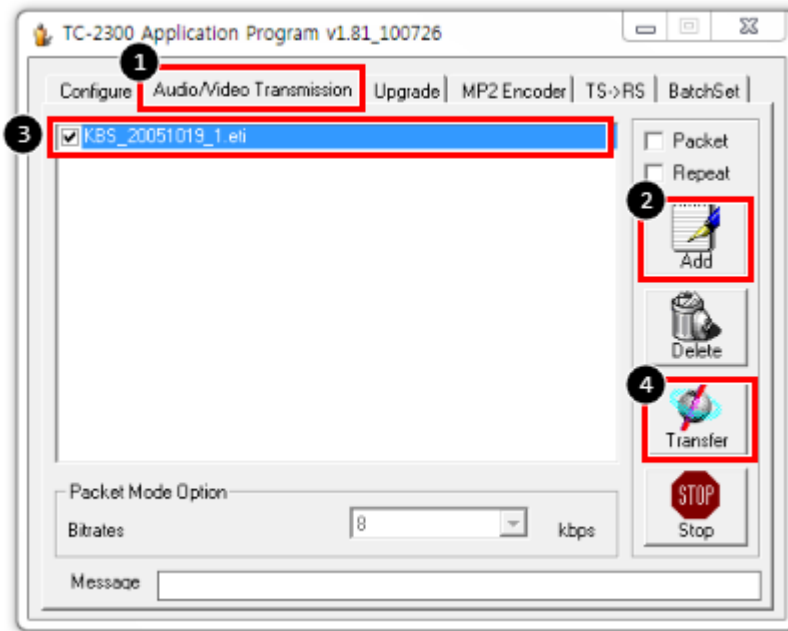 TC-2300 Application Program v1.81_100726
1
Configure Audio/Video Transmission Upgrade MP2 Encoder TS->RS BatchSet
3
KBS_20051019_1.eti
Packet
Repeat
2
Add
Delete
4
Transfer
Packet Mode Option
Bitrates 8 kbps
STOP
Stop
Message